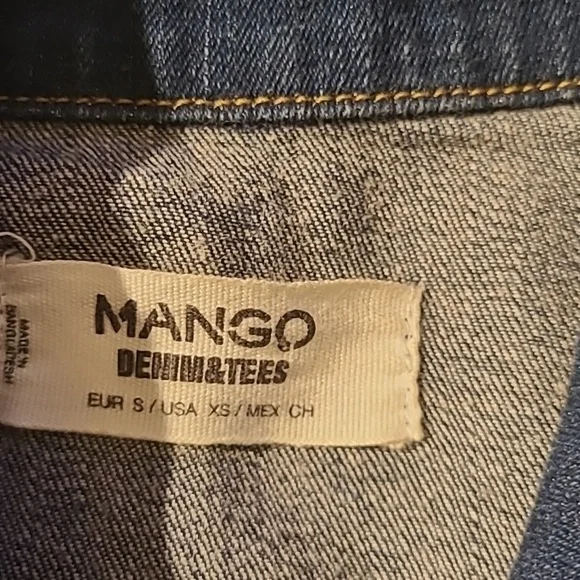 MANGO
DENIM&TEES
EUR S / USA XS / MEX CH
MADE IN
BANGLADESH